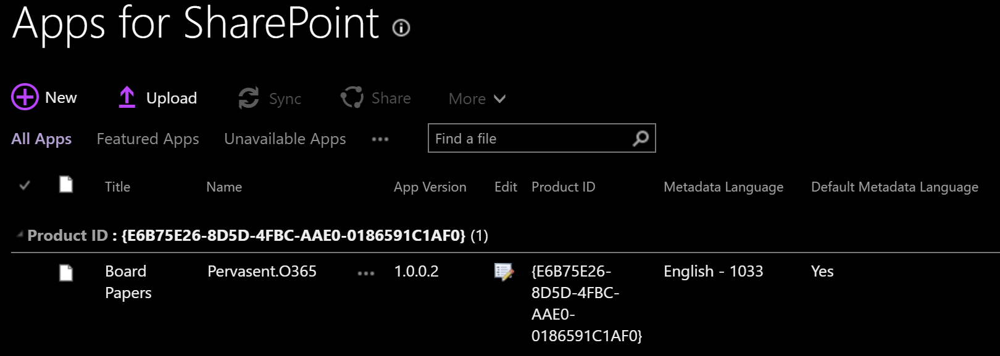 Apps for SharePoint
New Upload Sync Share More
All Apps Featured Apps Unavailable Apps ... Find a file
Title Name App Version Edit Product ID Metadata Language Default Metadata Language
Product ID : {E6B75E26-8D5D-4FBC-AAE0-0186591C1AF0} (1)
Board Pervasent.O365 ... 1.0.0.2 {E6B75E26- English - 1033 Yes
Papers 8D5D-4FBC-
AAE0-
0186591C1AF0}